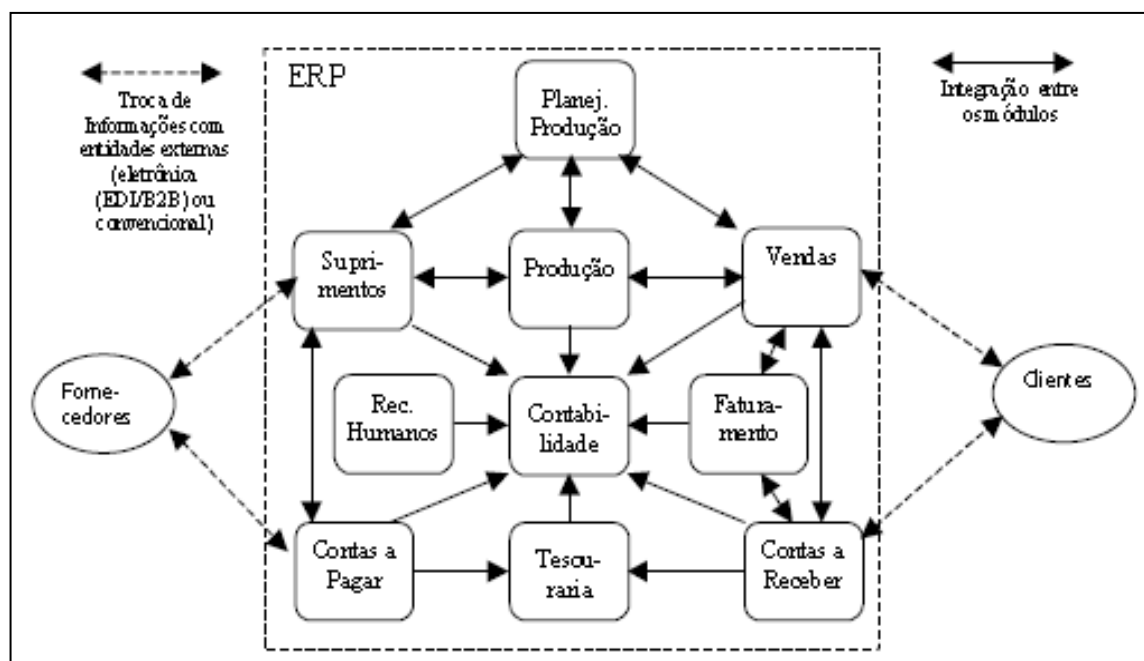 ERP
Troca de
Informações com
entidades externas
(eletrônica
(EDI/B2B) ou
convencional)
Integração entre
os módulos
Planej.
Produção
Supri-
mentos
Produção
Vendas
Forne-
cedores
Rec.
Humanos
Contabi-
lidade
Fatura-
mento
Clientes
Contas a
Pagar
Tesou-
raria
Contas a
Receber